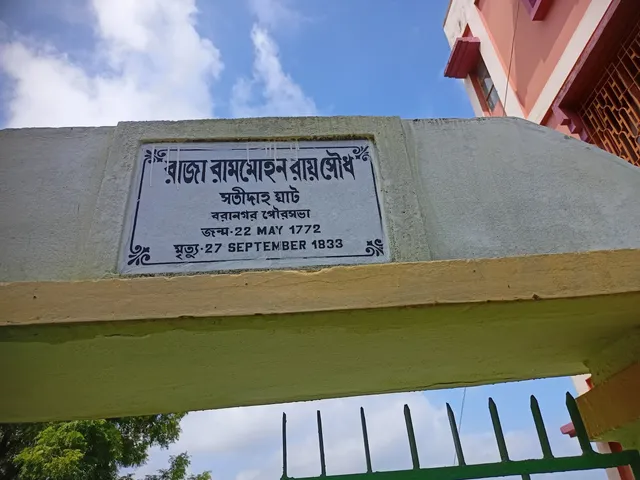 রাজা রামমোহন রায় সৌধ
সতীদাহ ঘাট
বরানগর পৌরসভা
জন্ম-22 MAY 1772
মৃত্যু-27 SEPTEMBER 1833